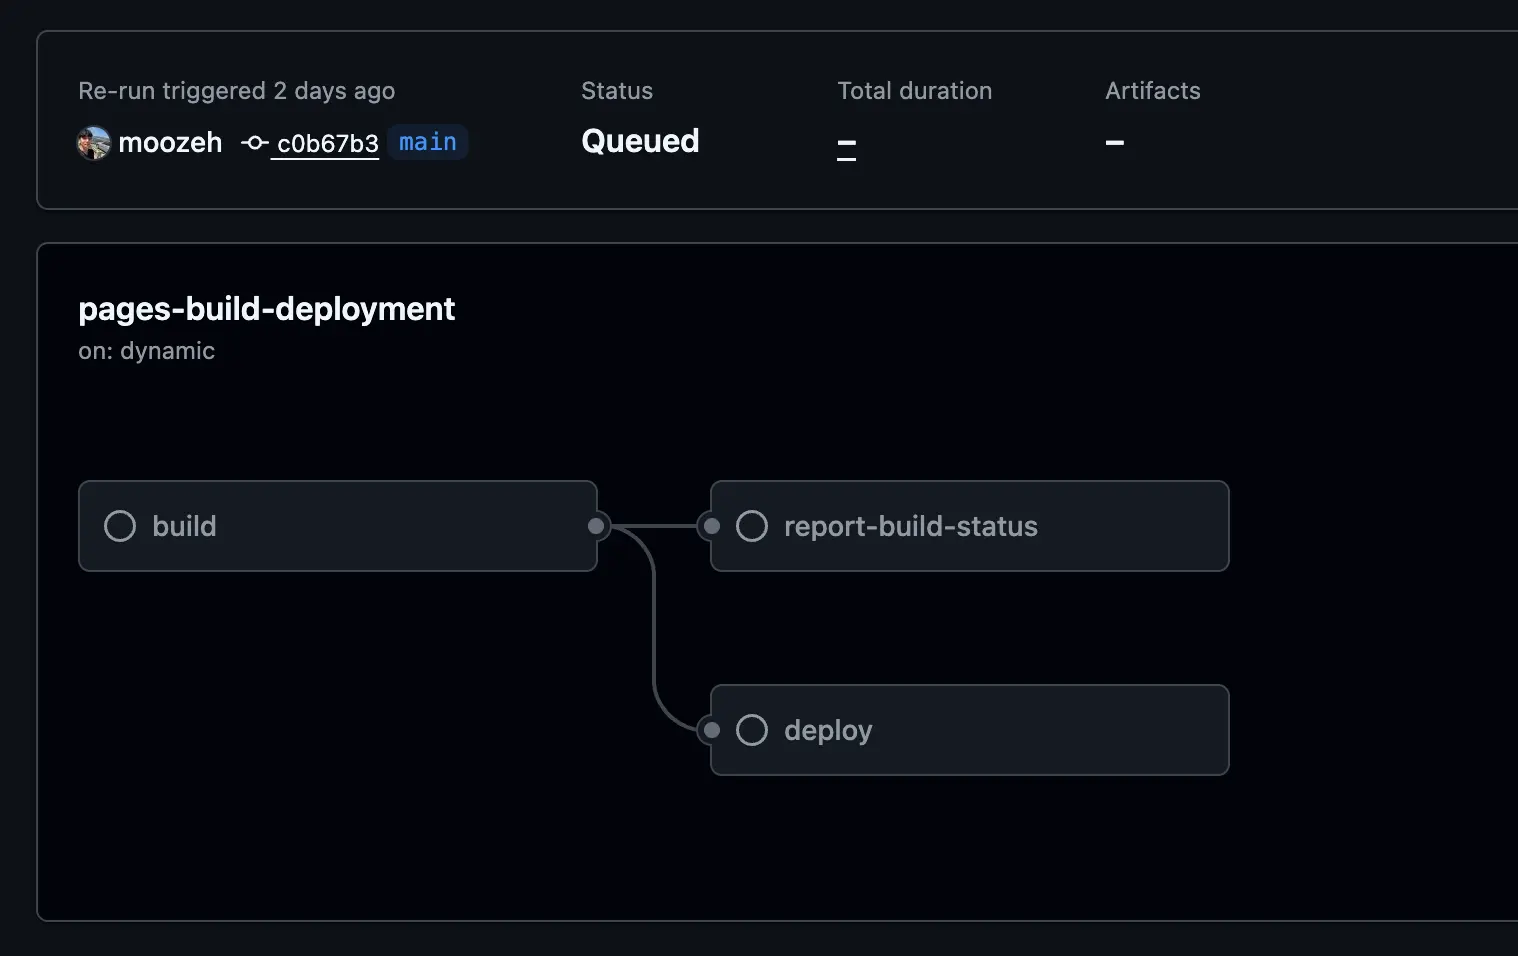 Re-run triggered 2 days ago
moozeh c0b67b3 main
Status
Queued
Total duration
–
Artifacts
–
pages-build-deployment
on: dynamic
build
report-build-status
deploy